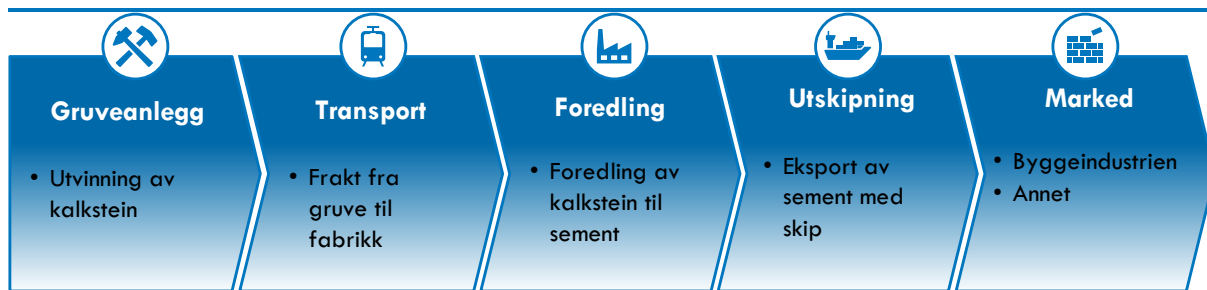 Gruveanlegg
• Utvinning av
kalkstein
Transport
• Frakt fra
gruve til
fabrikk
Foredling
• Foredling av
kalkstein til
sement
Utskipning
• Eksport av
sement med
skip
Marked
• Byggeindustrien
• Annet